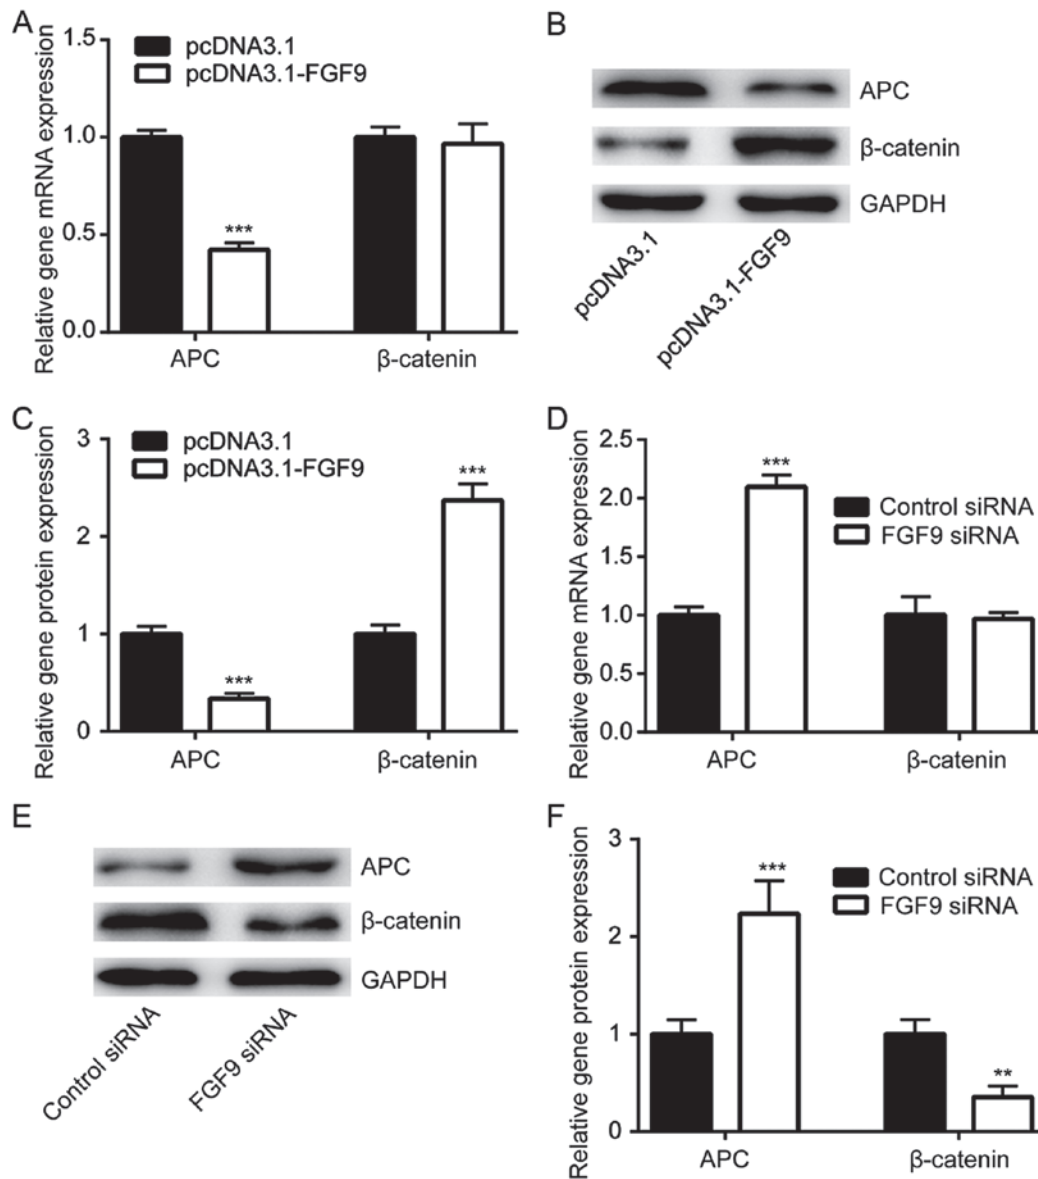 A
Relative gene mRNA expression
1.5
1.0
0.5
0.0
pcDNA3.1
pcDNA3.1-FGF9
***
APC
β-catenin
B
APC
β-catenin
GAPDH
pcDNA3.1
pcDNA3.1-FGF9
C
Relative gene protein expression
3
2
1
0
pcDNA3.1
pcDNA3.1-FGF9
***
***
APC
β-catenin
D
Relative gene mRNA expression
2.5
2.0
1.5
1.0
0.5
0.0
***
Control siRNA
FGF9 siRNA
APC
β-catenin
E
APC
β-catenin
GAPDH
Control siRNA
FGF9 siRNA
F
Relative gene protein expression
3
2
1
0
***
Control siRNA
FGF9 siRNA
**
APC
β-catenin